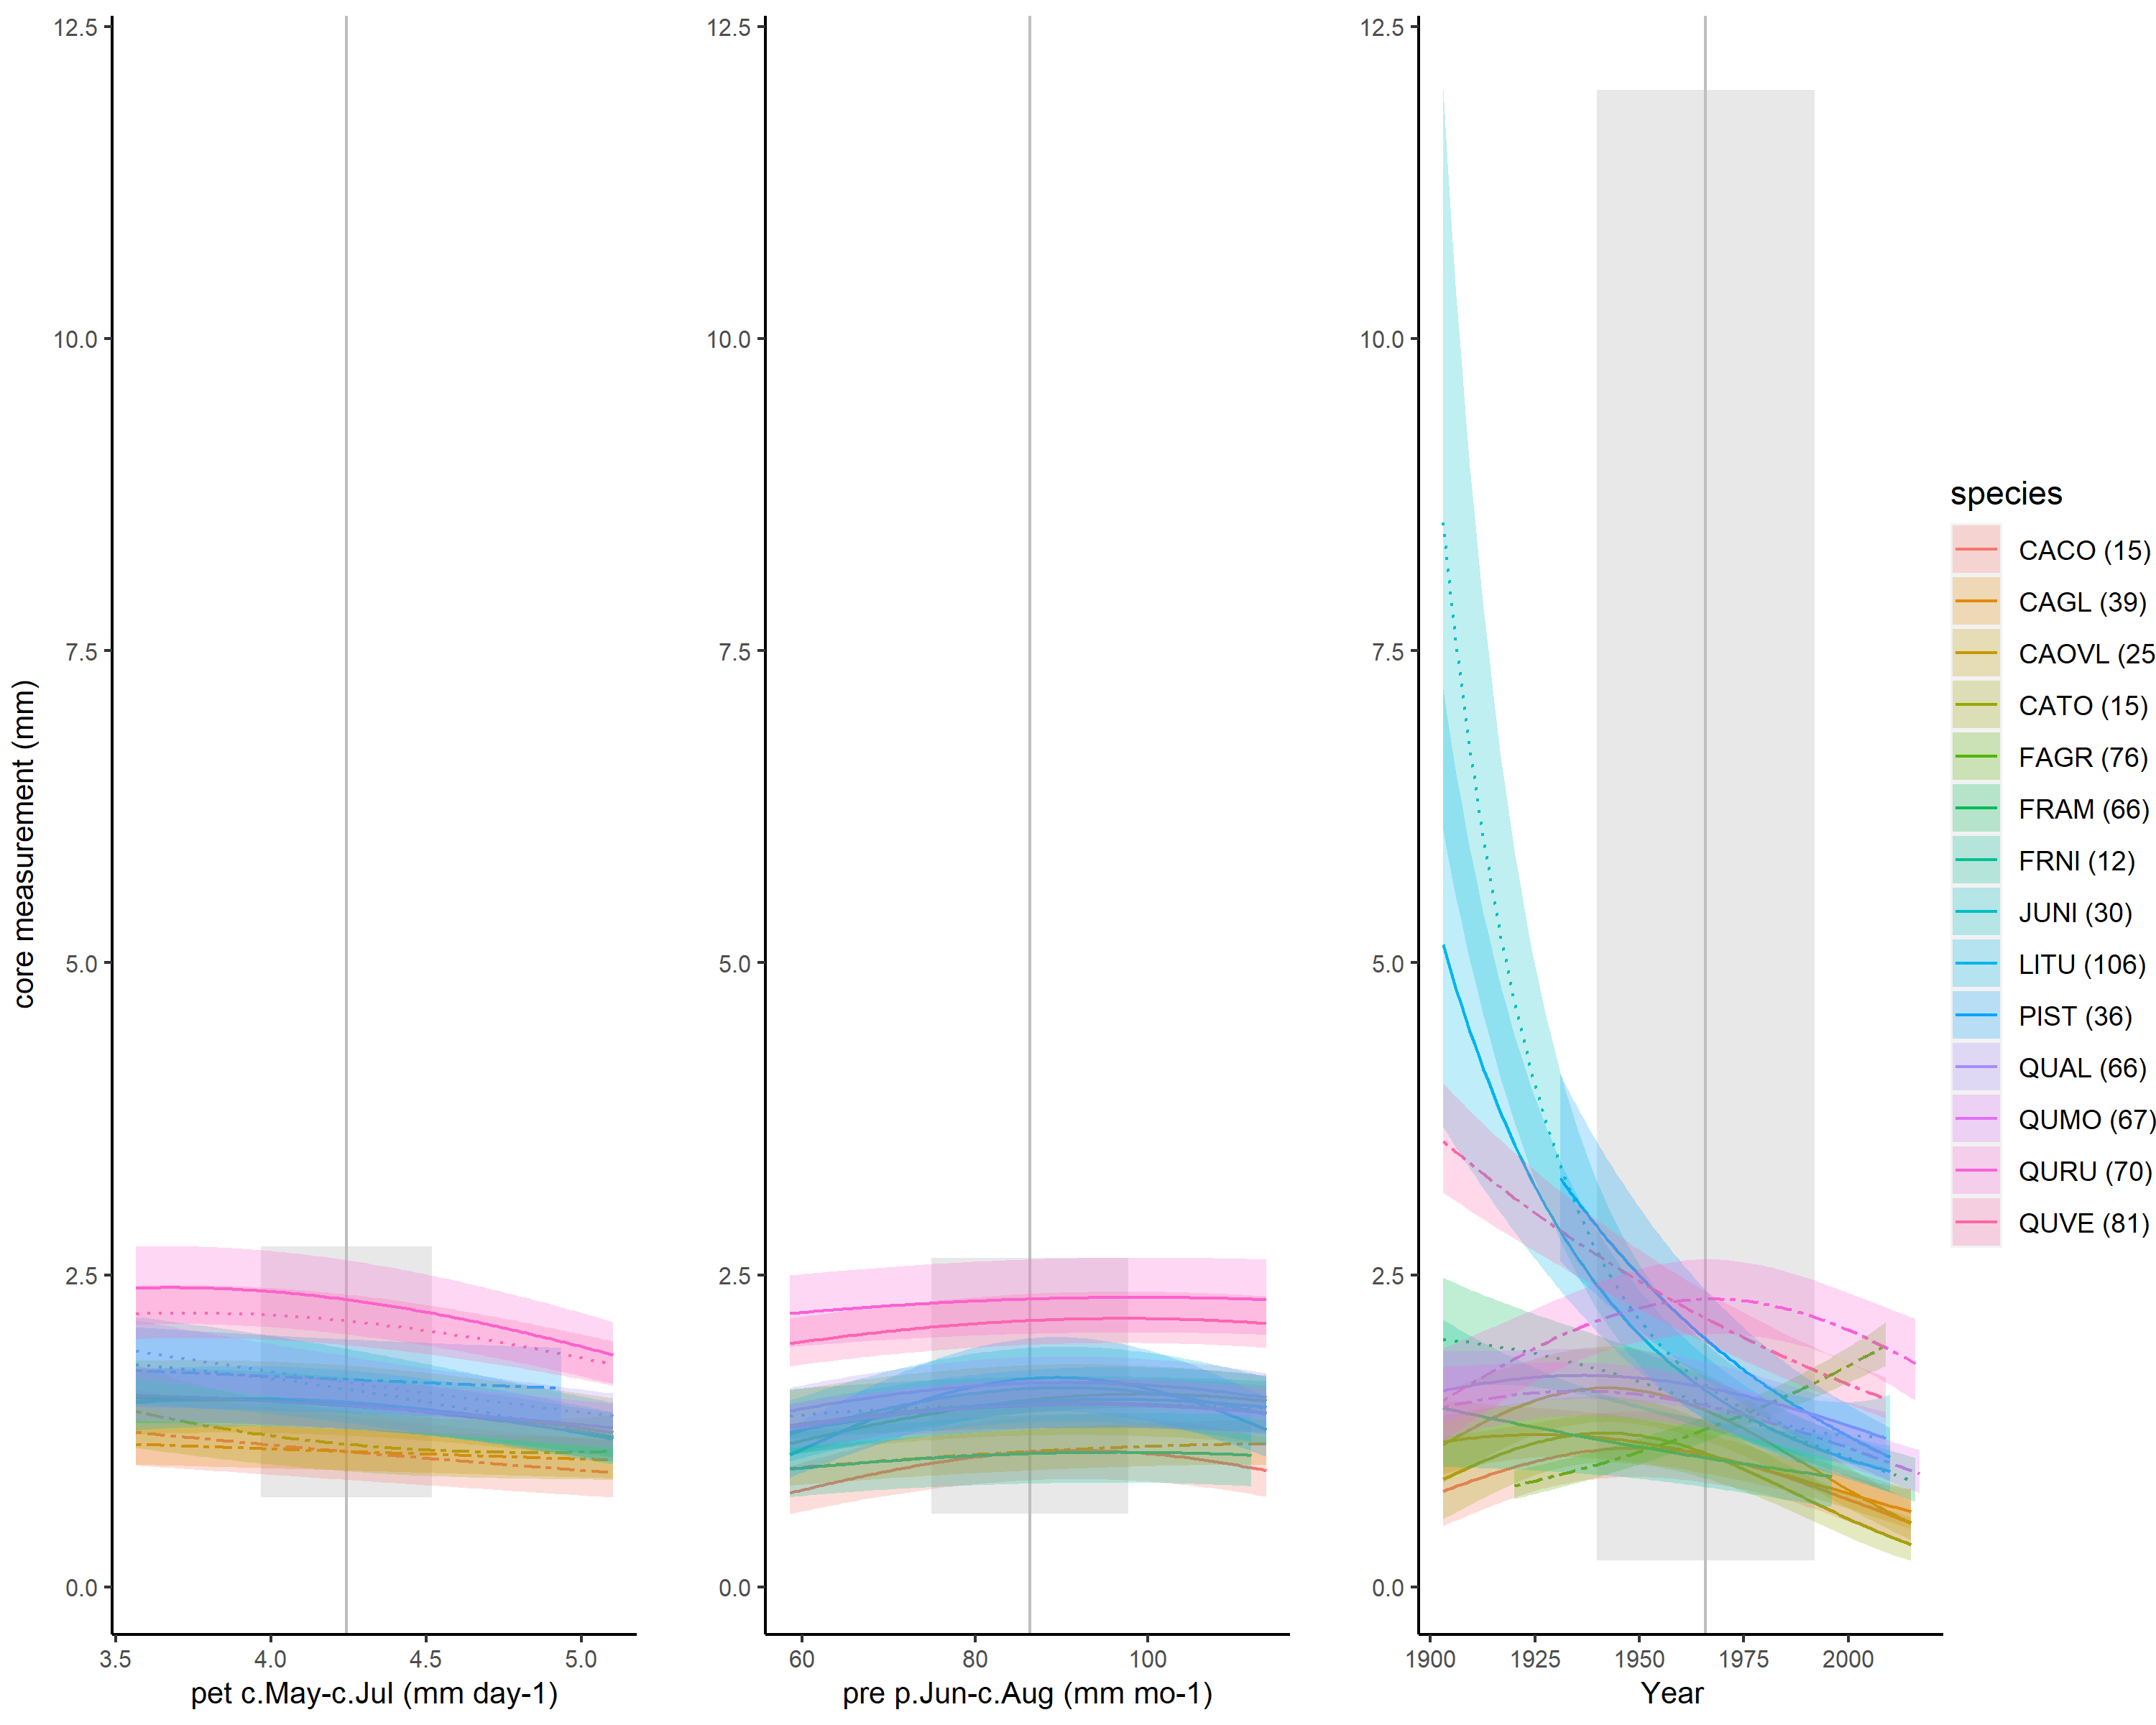 core measurement (mm)
12.5
10.0
7.5
5.0
2.5
0.0
3.5 4.0 4.5 5.0
pet c.May-c.Jul (mm day-1)
12.5
10.0
7.5
5.0
2.5
0.0
60 80 100
pre p.Jun-c.Aug (mm mo-1)
12.5
10.0
7.5
5.0
2.5
0.0
1900 1925 1950 1975 2000
Year
species
CACO (15)
CAGL (39)
CAOVL (25
CATO (15)
FAGR (76)
FRAM (66)
FRNI (12)
JUNI (30)
LITU (106)
PIST (36)
QUAL (66)
QUMO (67)
QURU (70)
QUVE (81)